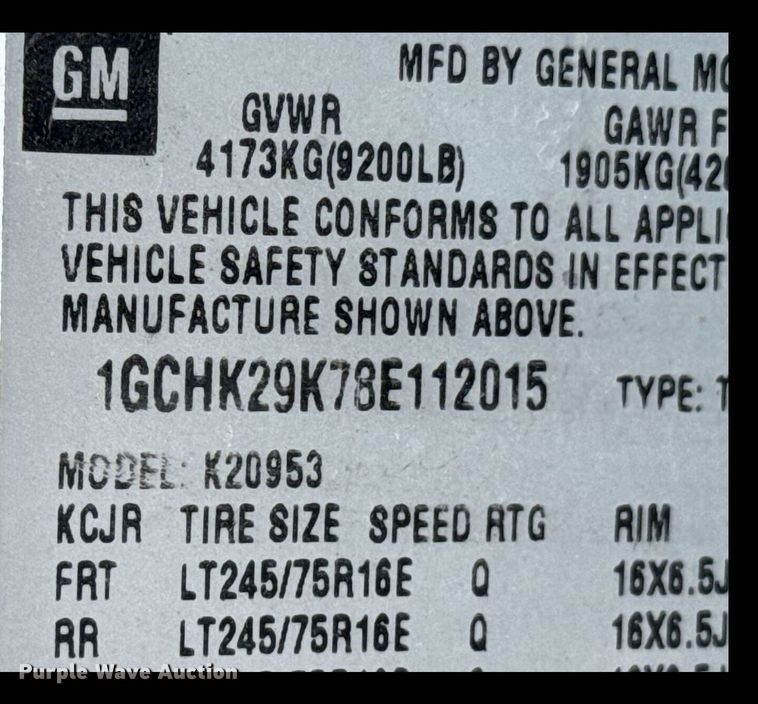 GM
MFD BY GENERAL MO
GVWR GAWR F
4173KG(9200LB) 1905KG(420
THIS VEHICLE CONFORMS TO ALL APPLI
VEHICLE SAFETY STANDARDS IN EFFECT
MANUFACTURE SHOWN ABOVE.
1GCHK29K78E112015 TYPE: T
MODEL: K20953
KCJR TIRE SIZE SPEED RTG RIM
FRT LT245/75R16E Q 16X6.5J
RR LT245/75R16E Q 16X6.5J
Purple Wave Auction